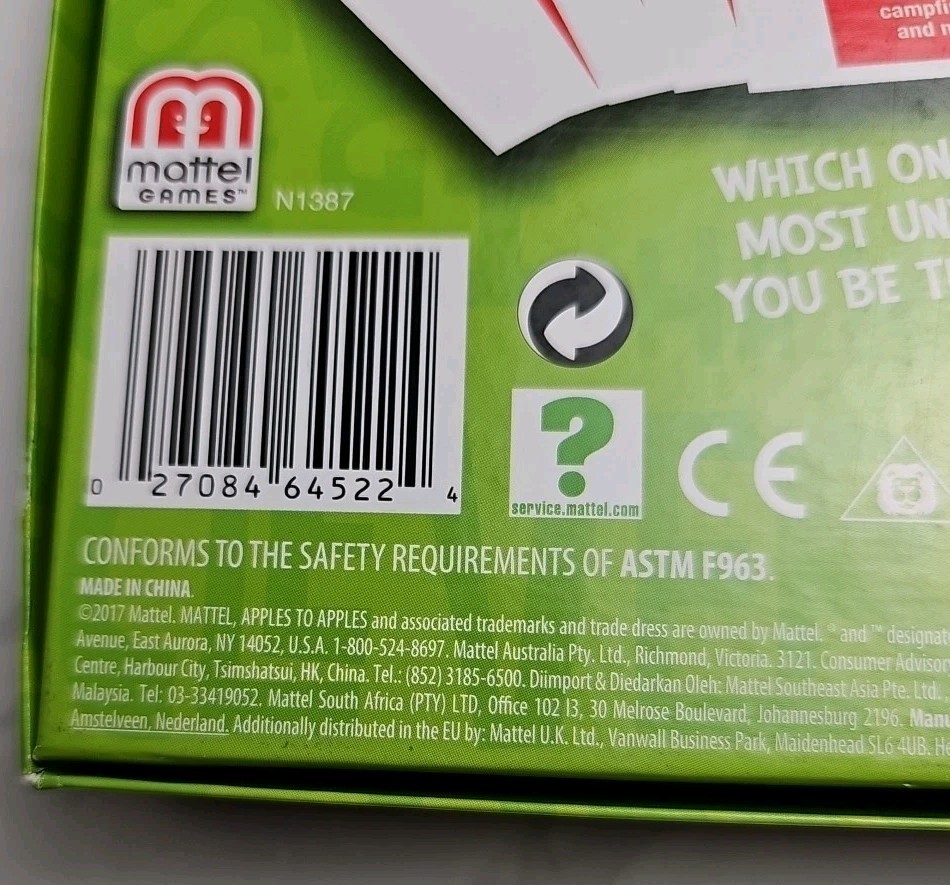 campfi
and
mattel
GAMES™
N1387
WHICH ON
MOST UN
YOU BE T
0 27084 64522 4
service.mattel.com
CE
CONFORMS TO THE SAFETY REQUIREMENTS OF ASTM F963.
MADE IN CHINA.
©2017 Mattel. MATTEL, APPLES TO APPLES and associated trademarks and trade dress are owned by Mattel. ® and ™ designa
Avenue, East Aurora, NY 14052, U.S.A. 1-800-524-8697. Mattel Australia Pty. Ltd., Richmond, Victoria. 3121. Consumer Advisor
Centre, Harbour City, Tsimshatsui, HK, China. Tel.: (852) 3185-6500. Diimport & Diedarkan Oleh: Mattel Southeast Asia Pte. Ltd.
Malaysia. Tel: 03-33419052. Mattel South Africa (PTY) LTD, Office 102 I3, 30 Melrose Boulevard, Johannesburg 2196. Man
Amstelveen, Nederland. Additionally distributed in the EU by: Mattel U.K. Ltd., Vanwall Business Park, Maidenhead SL6 4UB. He